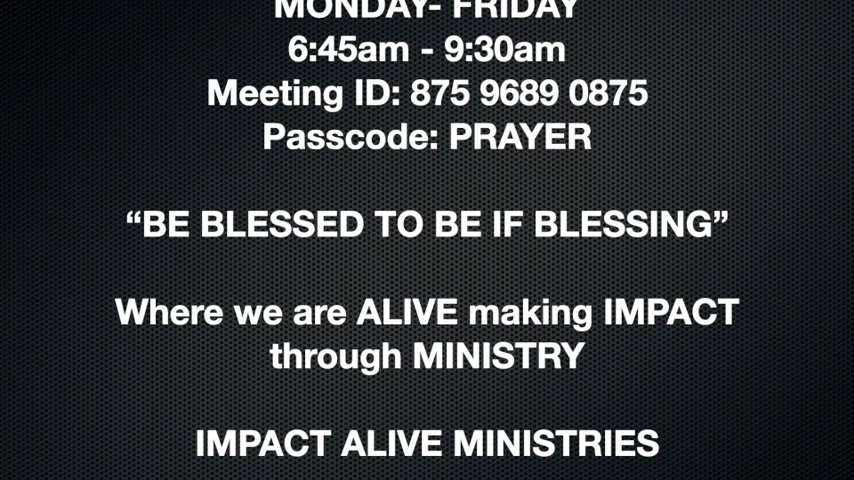 MONDAY- FRIDAY
6:45am - 9:30am
Meeting ID: 875 9689 0875
Passcode: PRAYER
“BE BLESSED TO BE IF BLESSING”
Where we are ALIVE making IMPACT
through MINISTRY
IMPACT ALIVE MINISTRIES